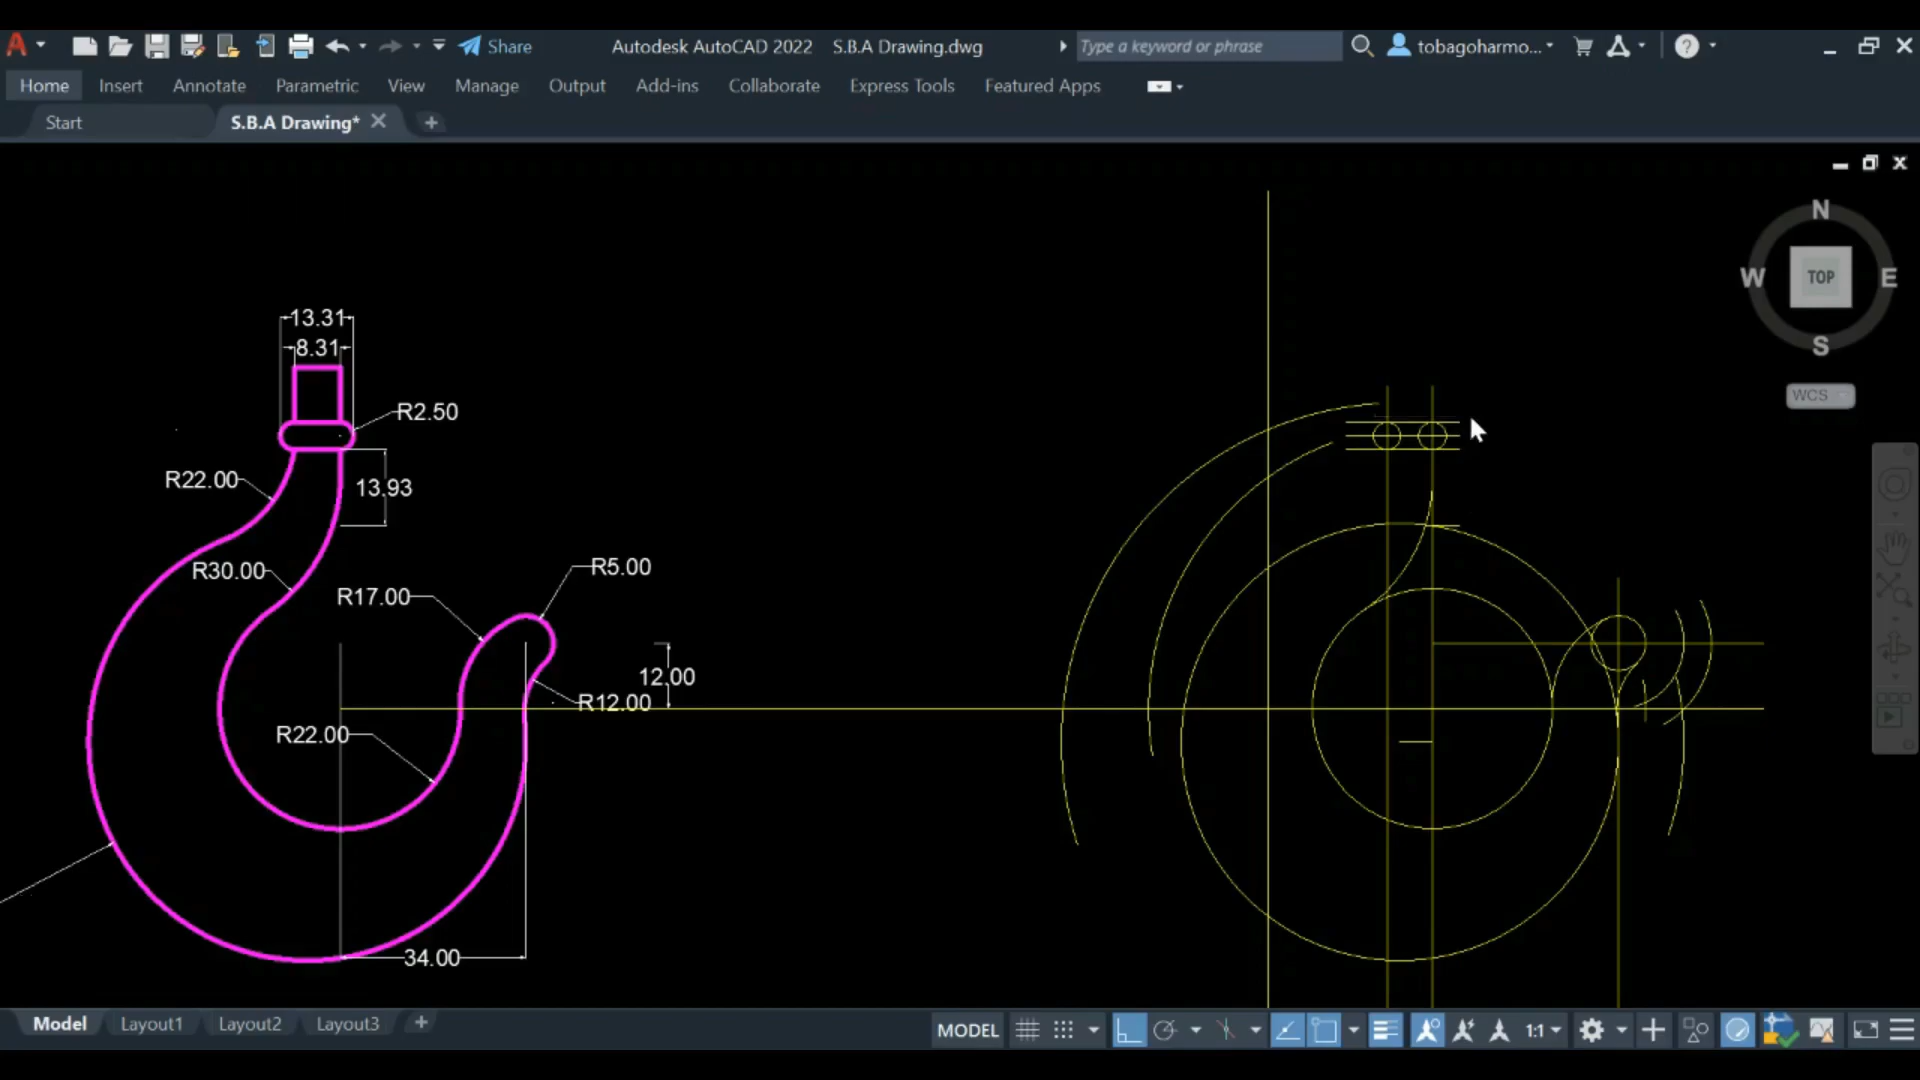 A Share Autodesk AutoCAD 2022 S.B.A Drawing.dwg Type a keyword or phrase tobagoharmo... ?
Home Insert Annotate Parametric View Manage Output Add-ins Collaborate Express Tools Featured Apps
Start S.B.A Drawing* +
N
W TOP E
S
WCS
13.31
8.31
R2.50
R22.00
13.93
R30.00
R5.00
R17.00
12.00
R12.00
R22.00
34.00
Model Layout1 Layout2 Layout3 + MODEL 1:1